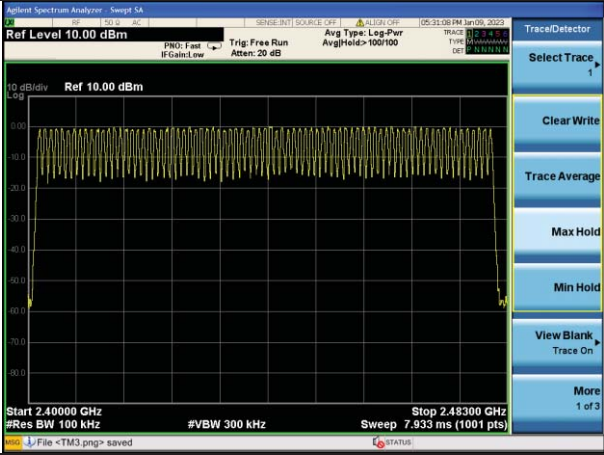 Agilent Spectrum Analyzer - Swept SA
RF 50 Ω AC SENSE:INT SOURCE OFF ALIGN OFF 05:31:08 PM Jan 09, 2023
Ref Level 10.00 dBm
PNO: Fast
IFGain:Low
Trig: Free Run
Atten: 20 dB
Avg Type: Log-Pwr
Avg|Hold>100/100
TRACE 1 2 3 4 5 6
TYPE M
DET P N N N N N
10 dB/div Ref 10.00 dBm
Log
0.00
-10.0
-20.0
-30.0
-40.0
-50.0
-60.0
-70.0
-80.0
Start 2.40000 GHz
Stop 2.48300 GHz
#Res BW 100 kHz
#VBW 300 kHz
Sweep 7.933 ms (1001 pts)
MSG File <TM3.png> saved
STATUS
Trace/Detector
Select Trace
1
Clear Write
Trace Average
Max Hold
Min Hold
View Blank
Trace On
More
1 of 3